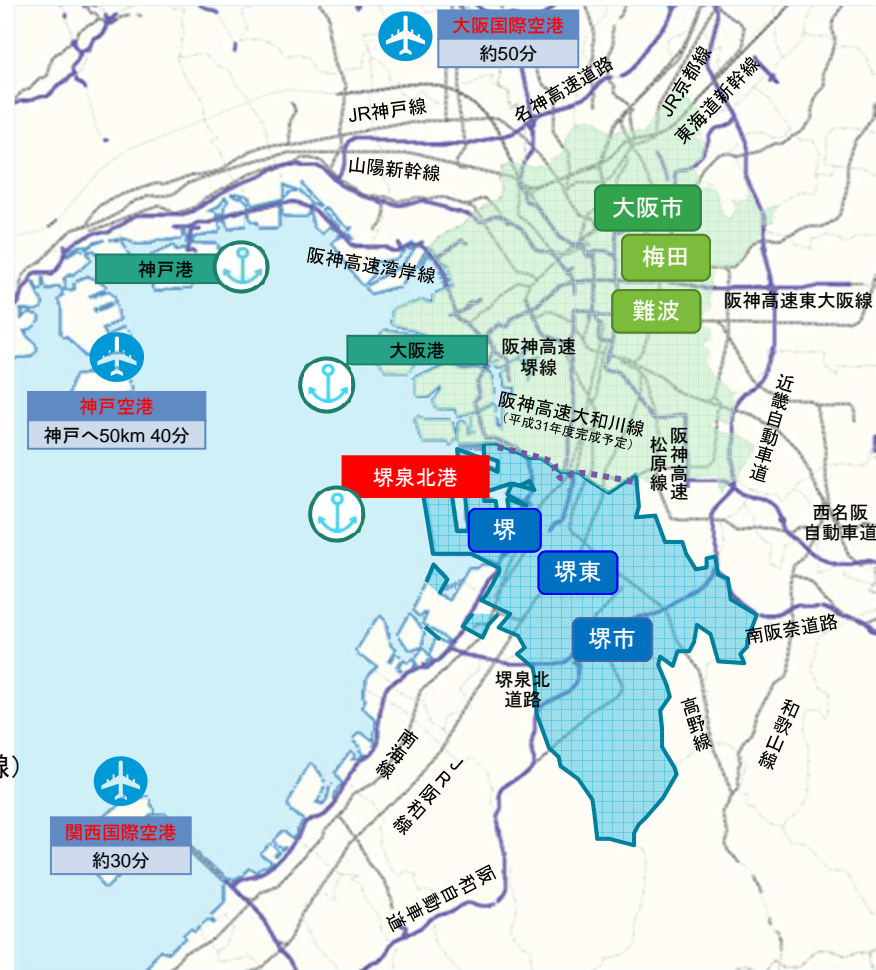 大阪国際空港
約50分
名神高速道路
JR京都線
東海道新幹線
JR神戸線
山陽新幹線
大阪市
梅田
神戸港
阪神高速湾岸線
難波
阪神高速東大阪線
大阪港
阪神高速
堺線
神戸空港
神戸へ50km 40分
阪神高速大和川線
(平成31年度完成予定)
近畿自動車道
阪神高速
松原線
堺泉北港
西名阪
自動車道
堺
堺東
堺市
南阪奈道路
堺泉北
道路
高野線
和歌山線
南海線
JR阪和線
線)
関西国際空港
約30分
阪和自動車道